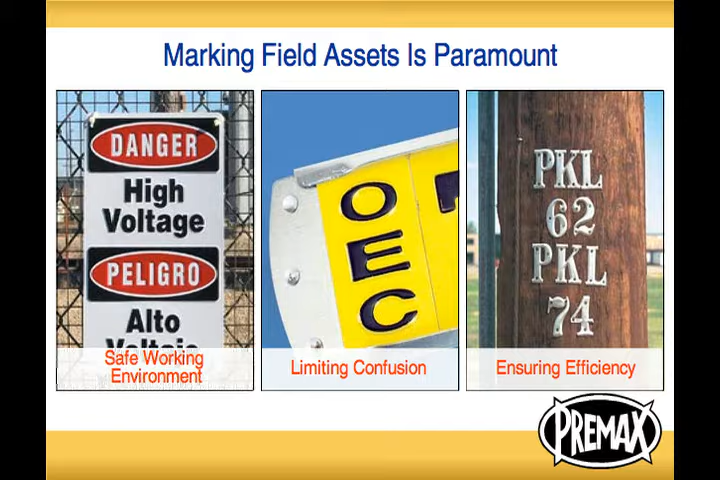 Marking Field Assets Is Paramount
DANGER
High
Voltage
PELIGRO
Alto
Voltaje
Safe Working
Environment
OEC
Limiting Confusion
PKL
62
PKL
74
Ensuring Efficiency
PREMAX